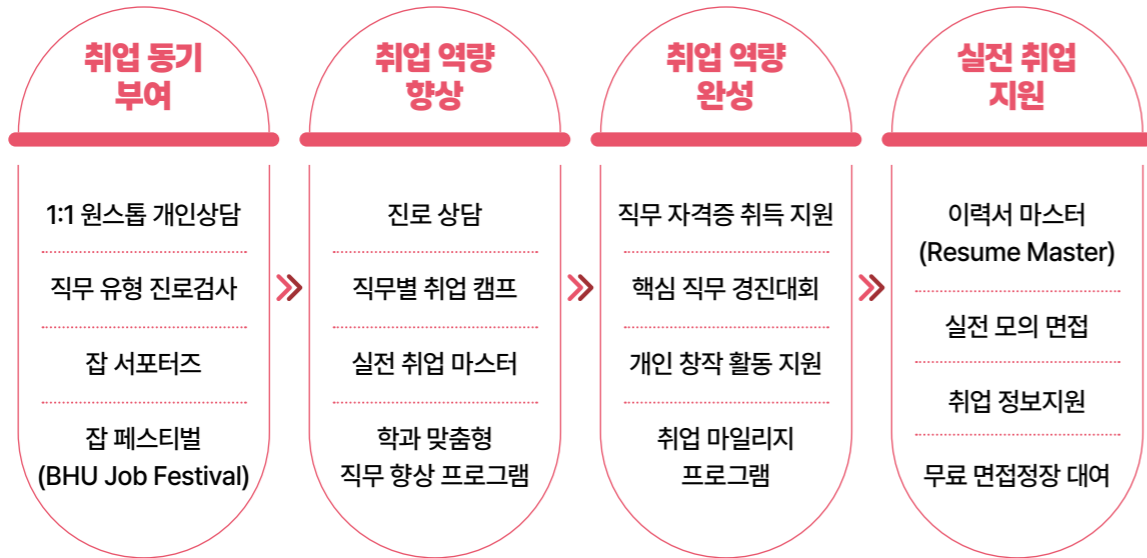 취업 동기
부여
1:1 원스톱 개인상담
직무 유형 진로검사
잡 서포터즈
잡 페스티벌
(BHU Job Festival)
취업 역량
향상
진로 상담
직무별 취업 캠프
실전 취업 마스터
학과 맞춤형
직무 향상 프로그램
취업 역량
완성
직무 자격증 취득 지원
핵심 직무 경진대회
개인 창작 활동 지원
취업 마일리지
프로그램
실전 취업
지원
이력서 마스터
(Resume Master)
실전 모의 면접
취업 정보지원
무료 면접정장 대여